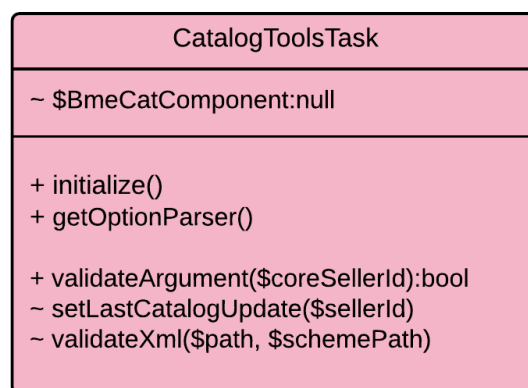 CatalogToolsTask
~ $BmeCatComponent:null
+ initialize()
+ getOptionParser()
+ validateArgument($coreSellerId):bool
~ setLastCatalogUpdate($sellerId)
~ validateXml($path, $schemePath)